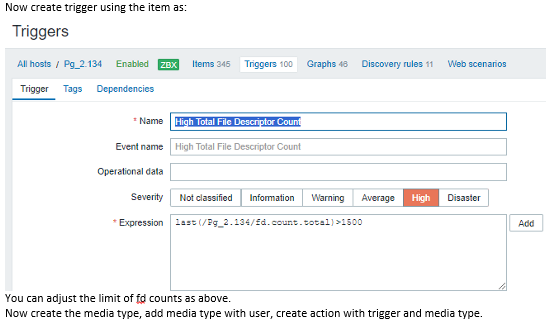 Now create trigger using the item as:
Triggers
All hosts / Pg_2.134 Enabled ZBX Items 345 Triggers 100 Graphs 46 Discovery rules 11 Web scenarios
Trigger Tags Dependencies
* Name High Total File Descriptor Count
Event name High Total File Descriptor Count
Operational data
Severity Not classified Information Warning Average High Disaster
* Expression last(/Pg_2.134/fd.count.total)>1500 Add
You can adjust the limit of fd counts as above.
Now create the media type, add media type with user, create action with trigger and media type.